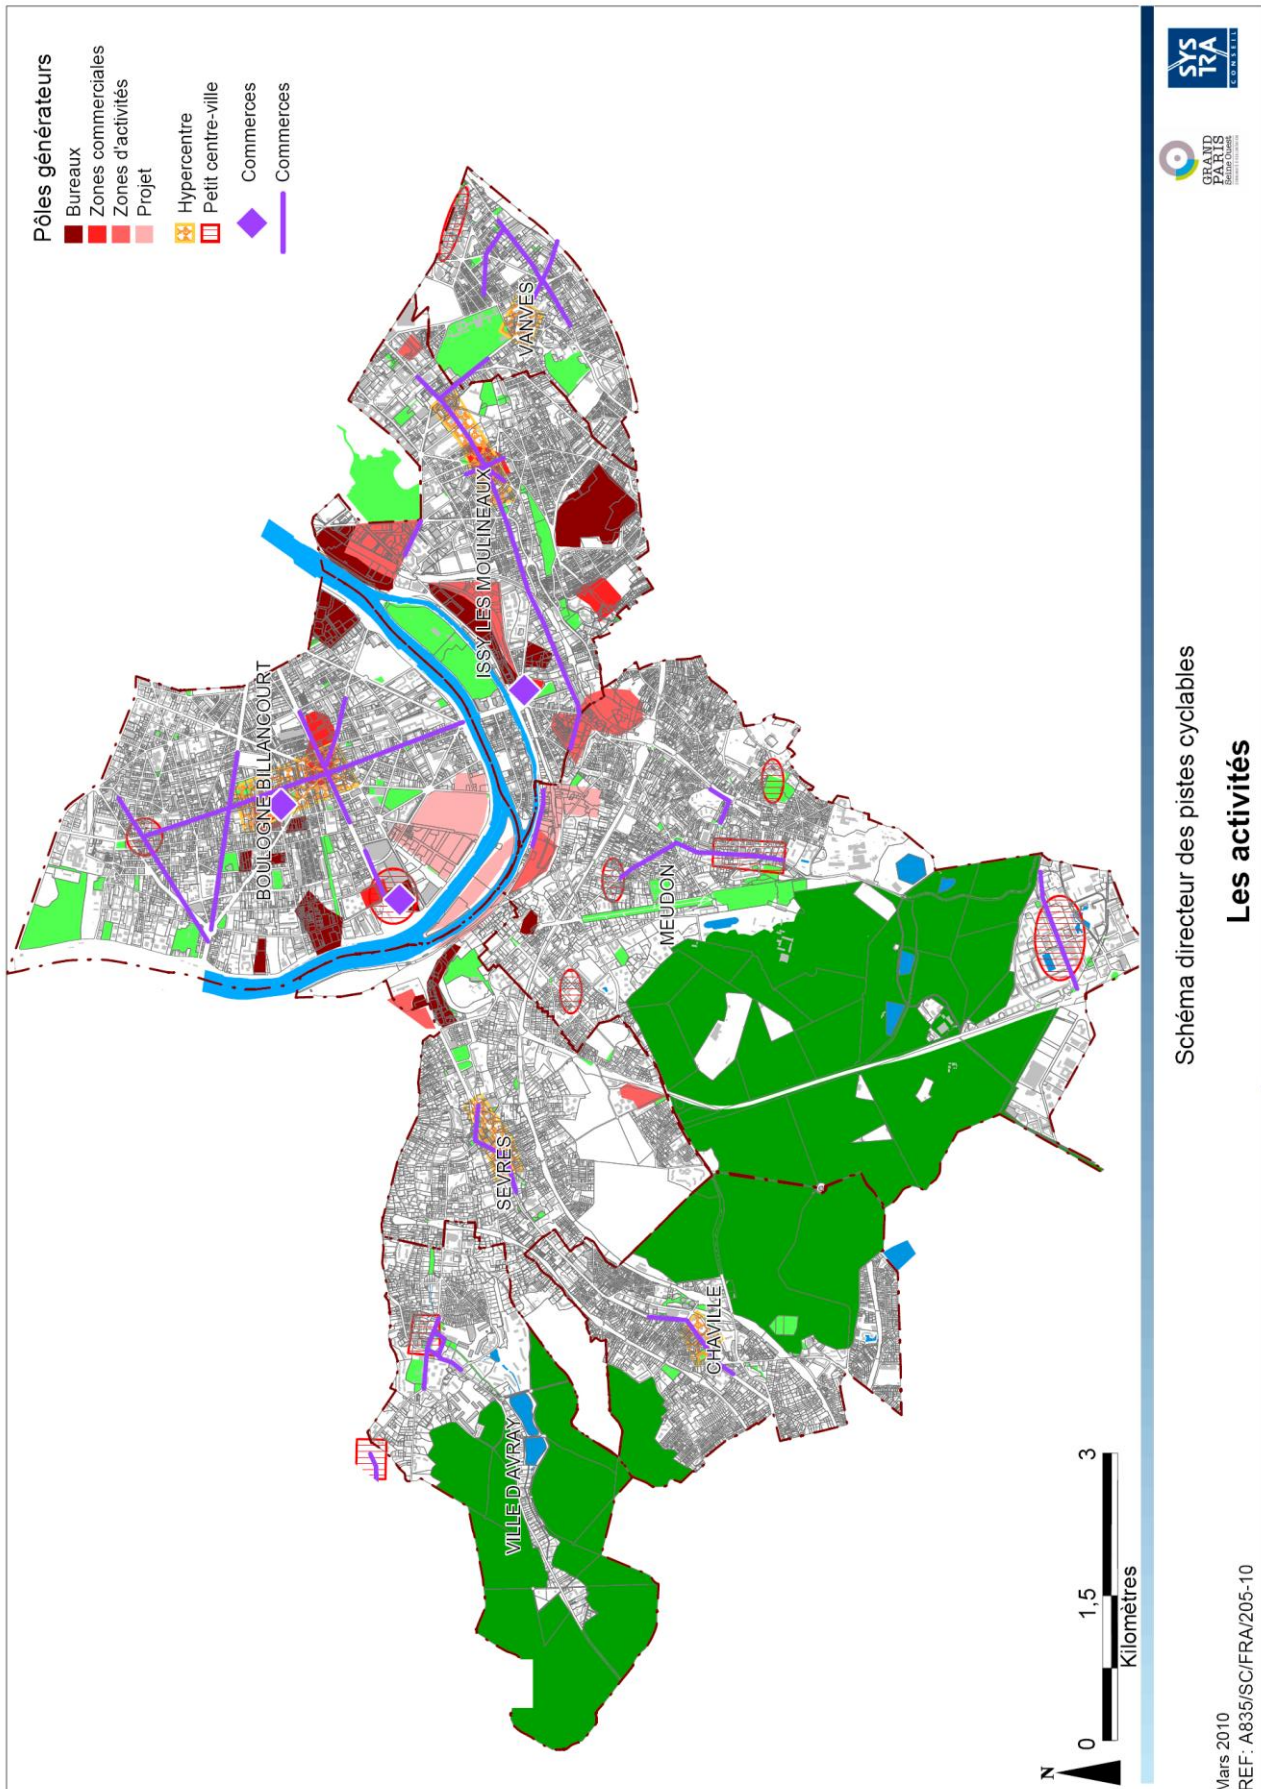 Pôles générateurs
Bureaux
Zones commerciales
Zones d'activités
Projet
Hypercentre
Petit centre-ville
Commerces
Commerces
BOULOGNE BILLANCOURT
ISSY LES MOULINEAUX
VANVES
MEUDON
SEVRES
CHAVILLE
VILLE D AVRAY
N
0
1,5
3
Kilomètres
Schéma directeur des pistes cyclables
Les activités
Mars 2010
REF: A835/SC/FRA/205-10
GRAND
PARIS
Seine Ouest
SYS
TRA
CONSEIL